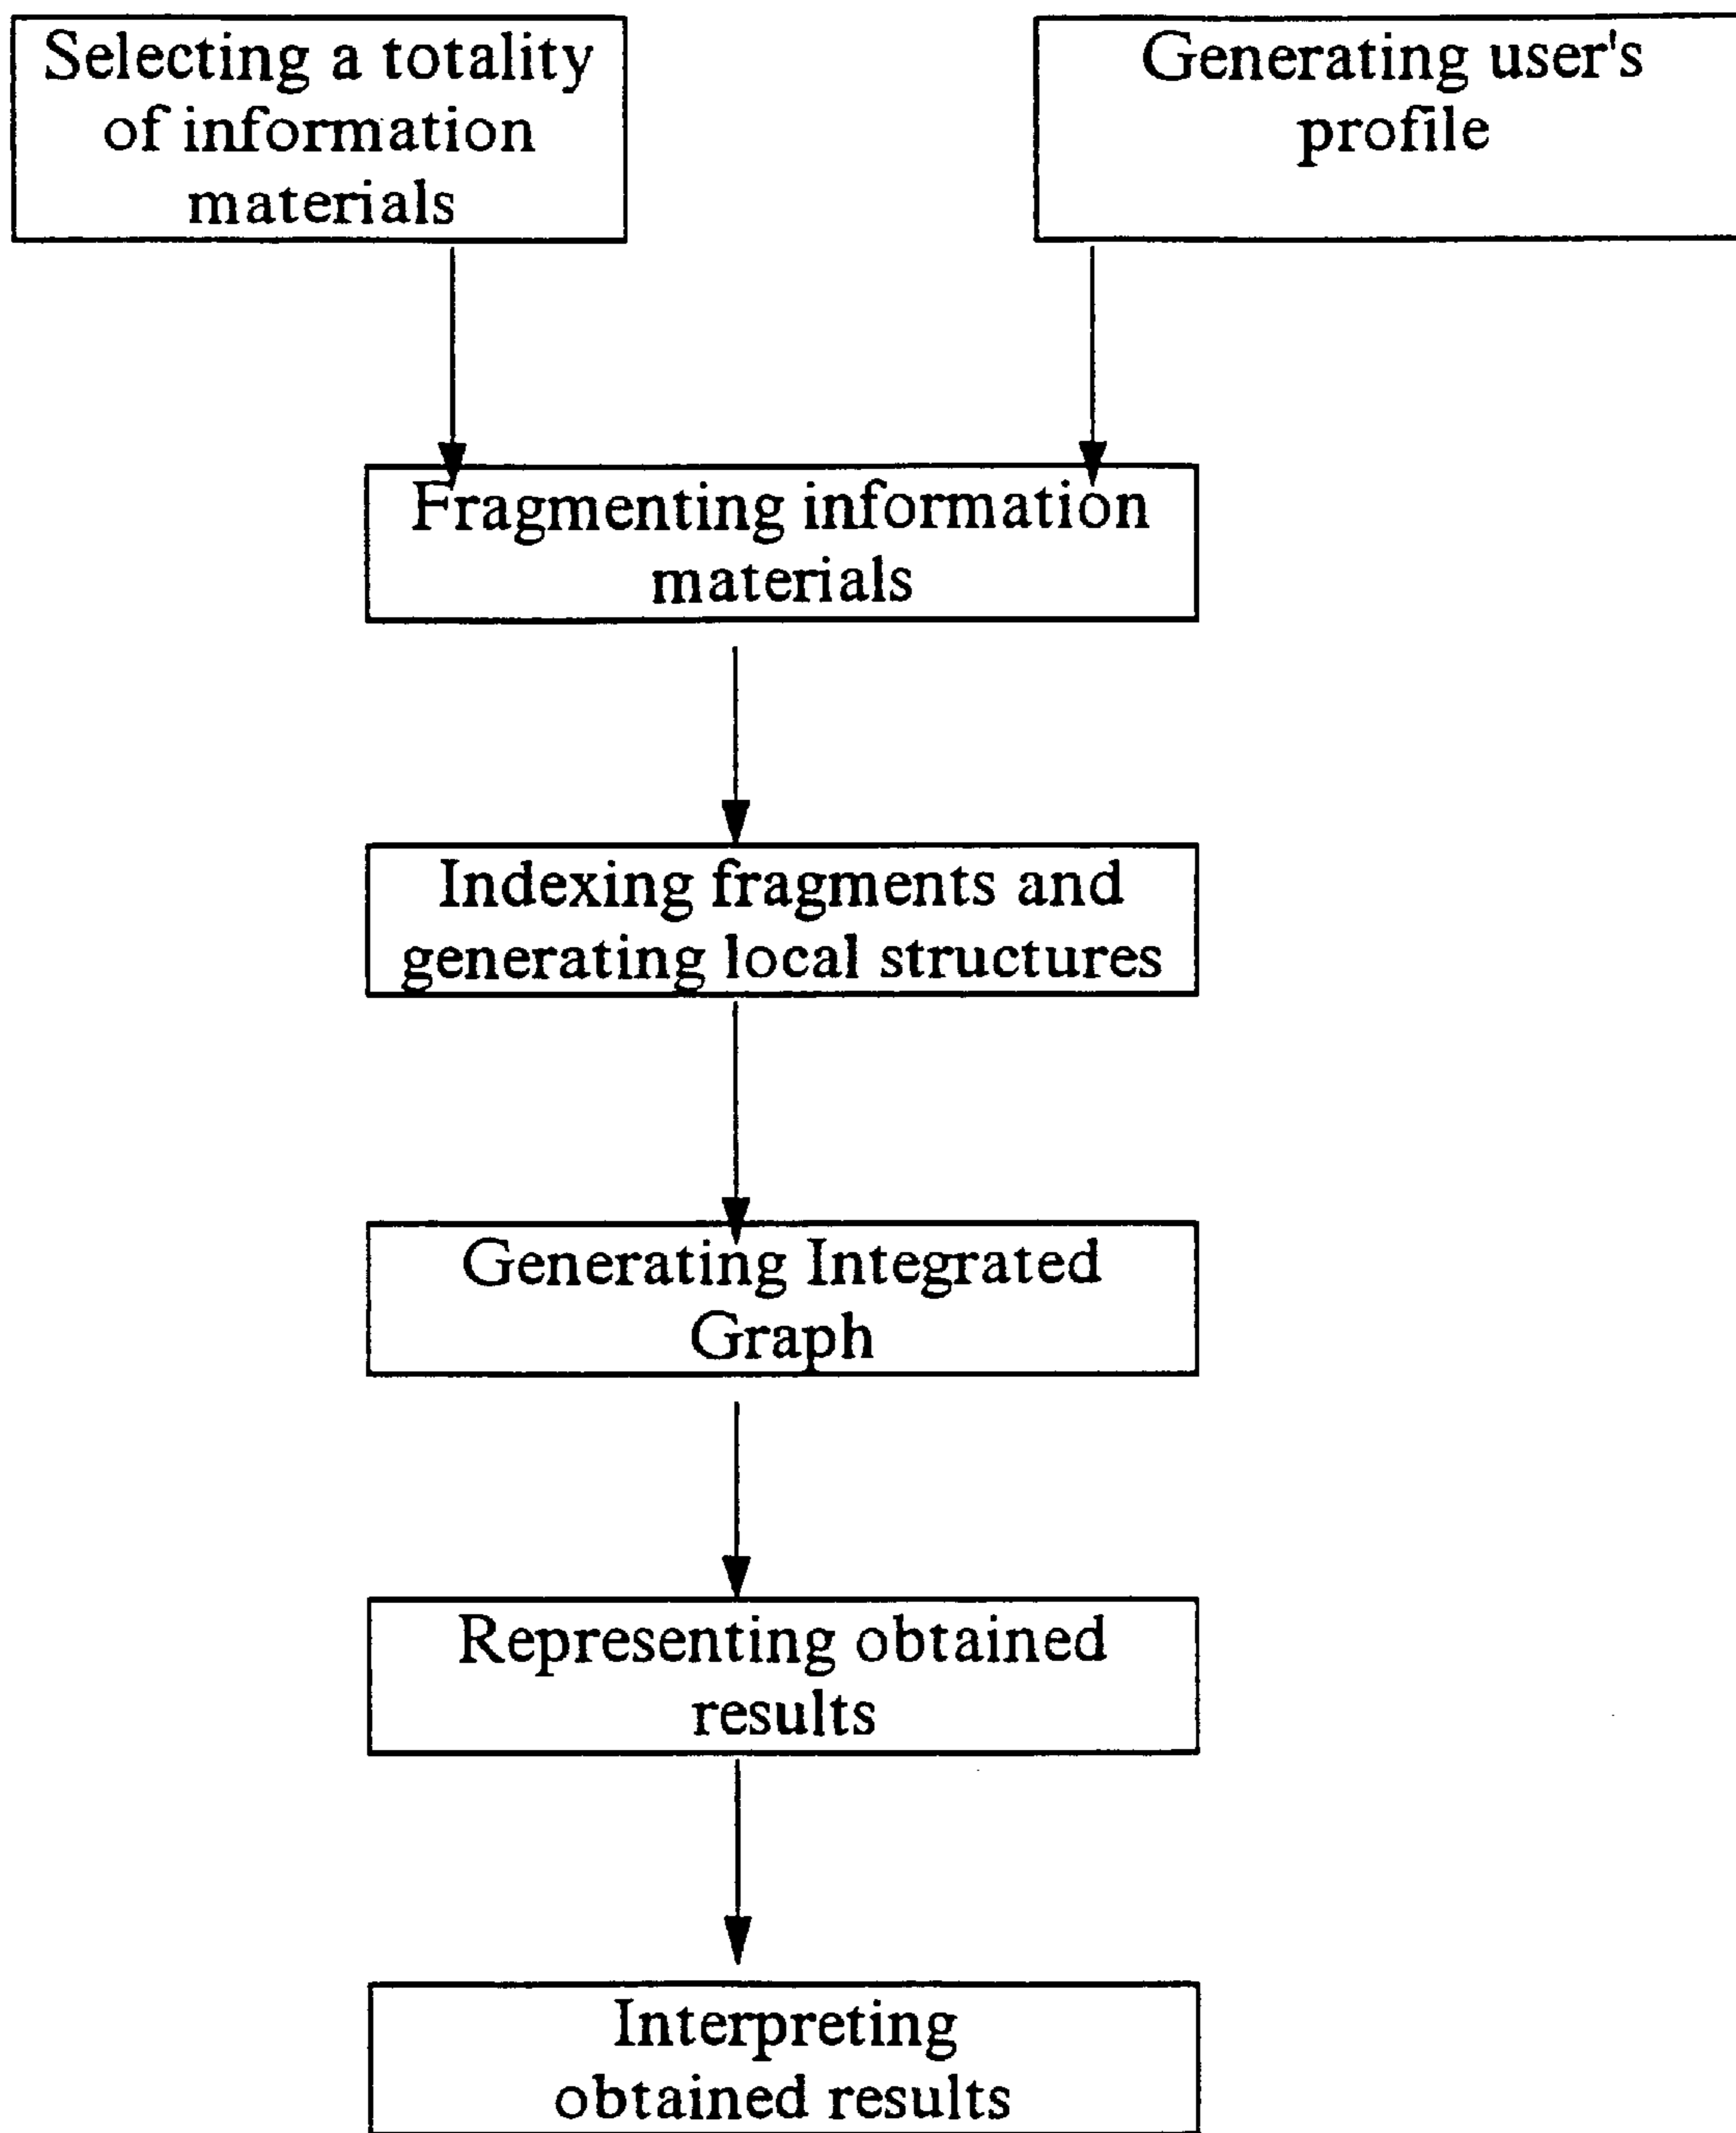 Selecting a totality
of information
materials
Generating user's
profile
Fragmenting information
materials
Indexing fragments and
generating local structures
Generating Integrated
Graph
Representing obtained
results
Interpreting
obtained results